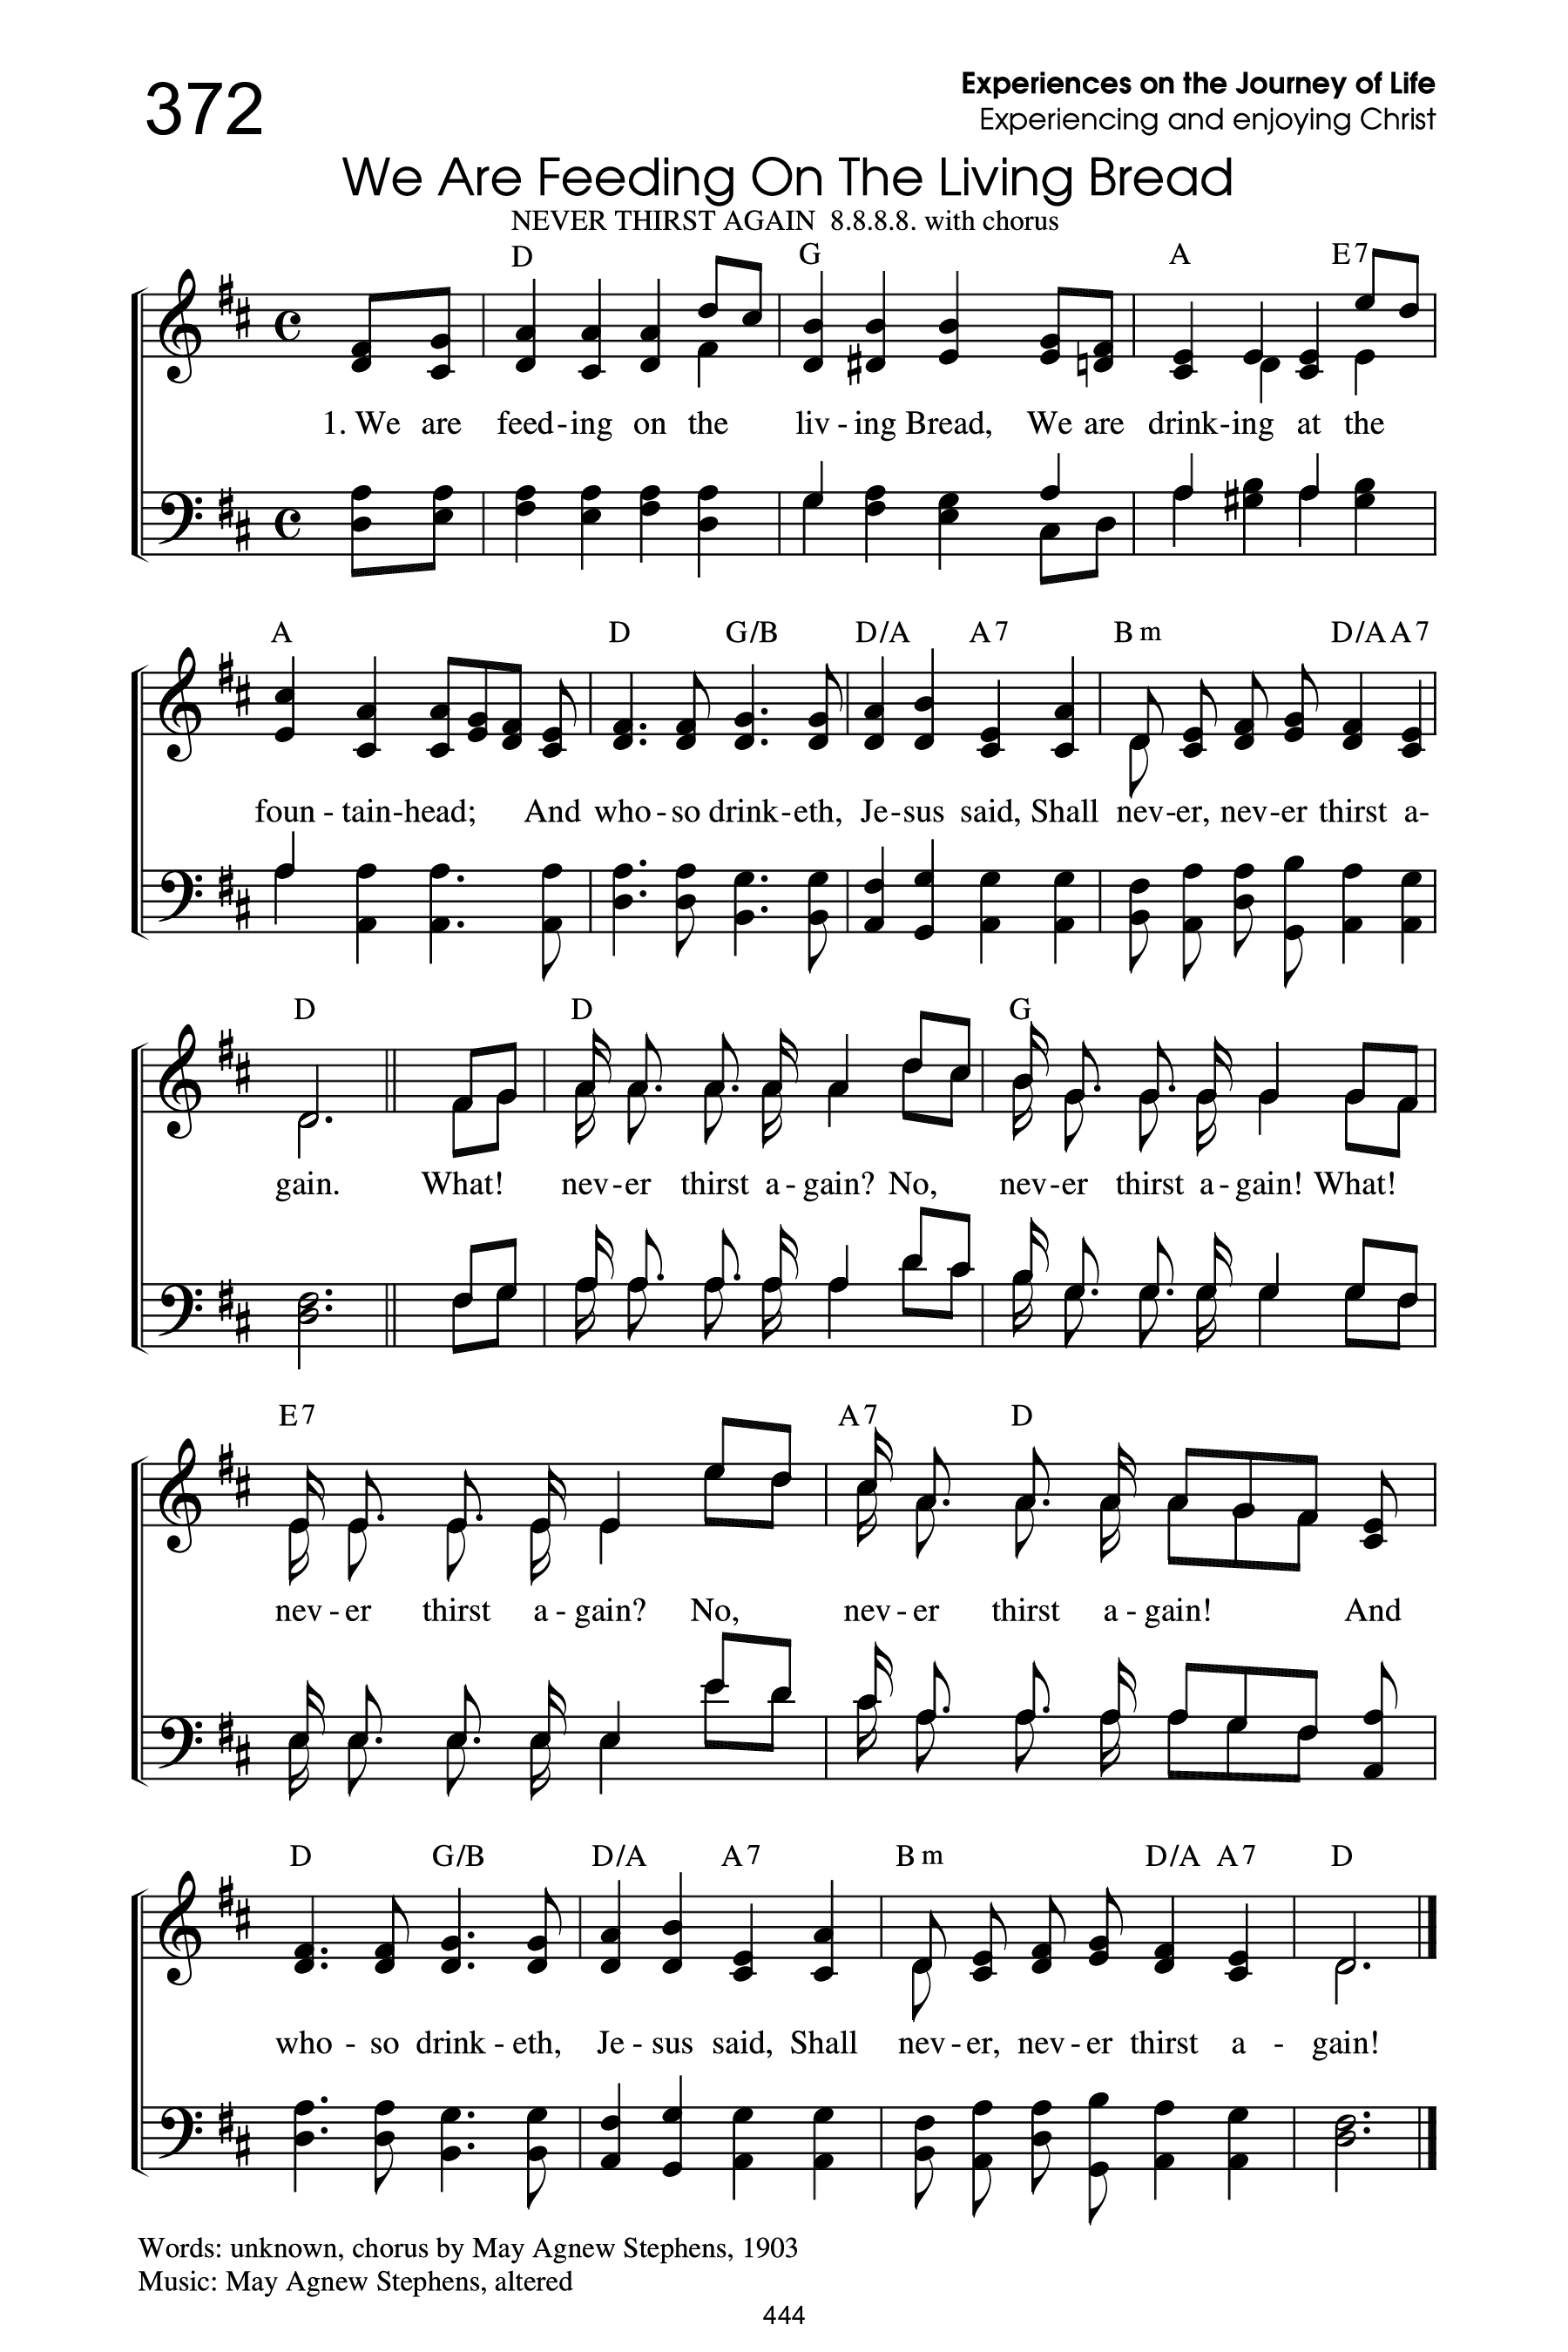 372
Experiences on the Journey of Life
Experiencing and enjoying Christ
We Are Feeding On The Living Bread
NEVER THIRST AGAIN 8.8.8.8. with chorus
D G A E7
1. We are feed-ing on the liv-ing Bread, We are drink-ing at the
A D G/B D/A A7 Bm D/A A7
foun-tain-head; And who-so drink-eth, Je-sus said, Shall nev-er, nev-er thirst a-
D D G
gain. What! nev-er thirst a-gain? No, nev-er thirst a-gain! What!
E7 A7 D
nev-er thirst a-gain? No, nev-er thirst a-gain! And
D G/B D/A A7 Bm D/A A7 D
who-so drink-eth, Je-sus said, Shall nev-er, nev-er thirst a-gain!
Words: unknown, chorus by May Agnew Stephens, 1903
Music: May Agnew Stephens, altered
444